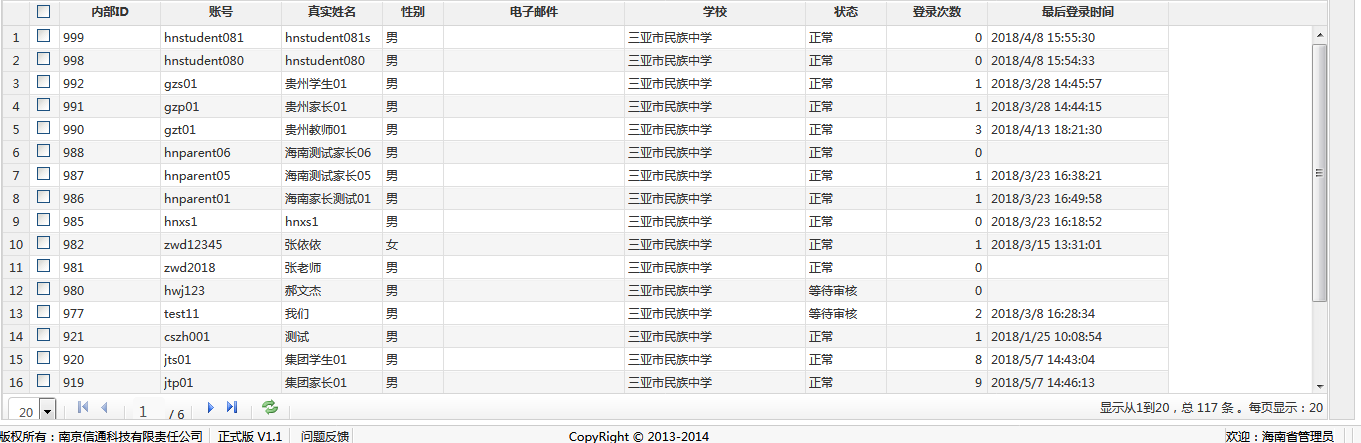 内部ID 账号 真实姓名 性别 电子邮件 学校 状态 登录次数 最后登录时间
1 999 hnstudent081 hnstudent081s 男 三亚市民族中学 正常 0 2018/4/8 15:55:30
2 998 hnstudent080 hnstudent080 男 三亚市民族中学 正常 0 2018/4/8 15:54:33
3 992 gzs01 贵州学生01 男 三亚市民族中学 正常 1 2018/3/28 14:45:57
4 991 gzp01 贵州家长01 男 三亚市民族中学 正常 1 2018/3/28 14:44:15
5 990 gzt01 贵州教师01 男 三亚市民族中学 正常 3 2018/4/13 18:21:30
6 988 hnparent06 海南测试家长06 男 三亚市民族中学 正常 0
7 987 hnparent05 海南测试家长05 男 三亚市民族中学 正常 1 2018/3/23 16:38:21
8 986 hnparent01 海南家长测试01 男 三亚市民族中学 正常 1 2018/3/23 16:49:58
9 985 hnxs1 hnxs1 男 三亚市民族中学 正常 0 2018/3/23 16:18:52
10 982 zwd12345 张依依 女 三亚市民族中学 正常 1 2018/3/15 13:31:01
11 981 zwd2018 张老师 男 三亚市民族中学 正常 0
12 980 hwj123 郝文杰 男 三亚市民族中学 等待审核 0
13 977 test11 我们 男 三亚市民族中学 等待审核 2 2018/3/8 16:28:34
14 921 cszh001 测试 男 三亚市民族中学 正常 1 2018/1/25 10:08:54
15 920 jts01 集团学生01 男 三亚市民族中学 正常 8 2018/5/7 14:43:04
16 919 jtp01 集团家长01 男 三亚市民族中学 正常 9 2018/5/7 14:46:13
20 1 / 6 显示从1到20，总 117 条 。每页显示：20
版权所有：南京信通科技有限责任公司 正式版 V1.1 问题反馈 CopyRight © 2013-2014 欢迎：海南省管理员